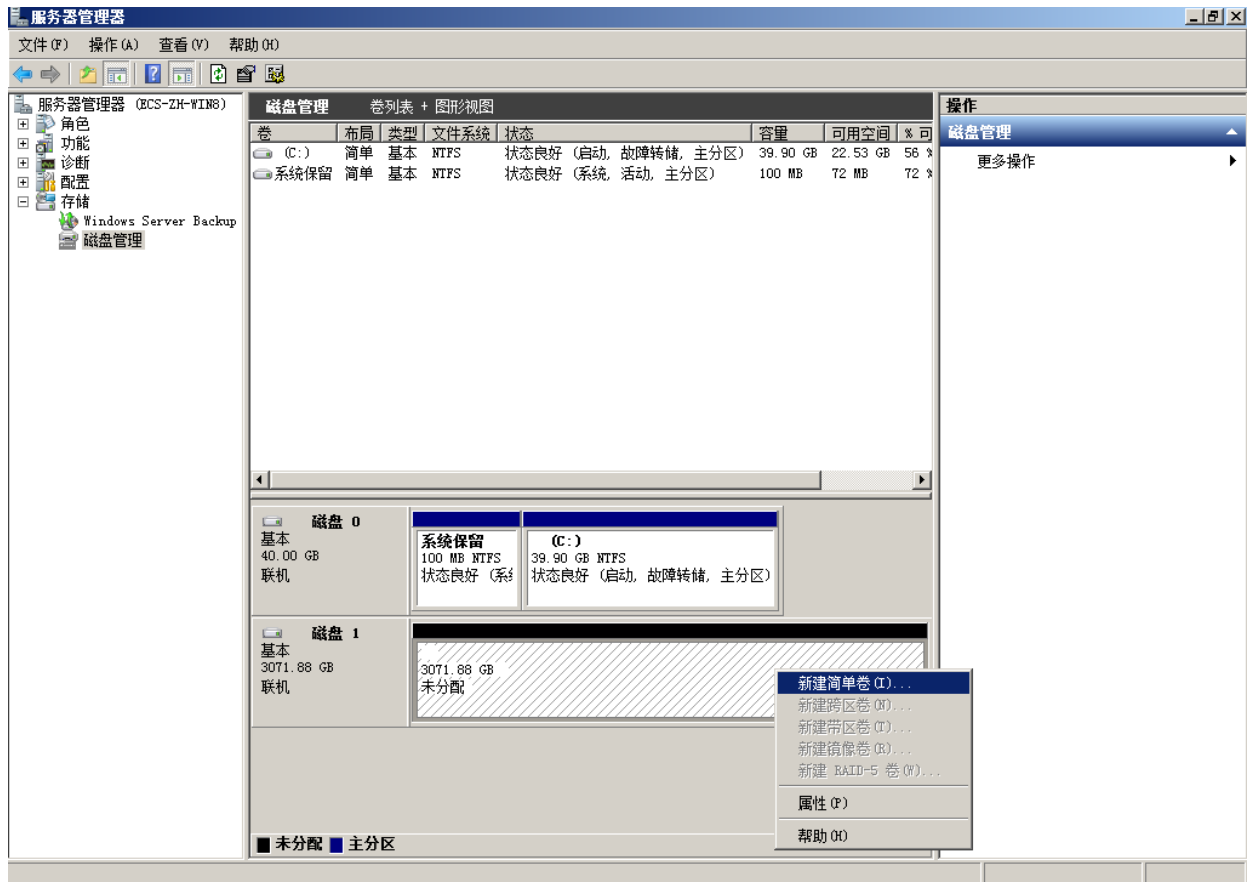 服务器管理器
文件(F) 操作(A) 查看(V) 帮助(H)
服务器管理器 (ECS-ZH-WIN8)
角色
功能
诊断
配置
存储
Windows Server Backup
磁盘管理
磁盘管理 卷列表 + 图形视图
卷 布局 类型 文件系统 状态 容量 可用空间 % 可
(C:) 简单 基本 NTFS 状态良好 (启动, 故障转储, 主分区) 39.90 GB 22.53 GB 56 %
系统保留 简单 基本 NTFS 状态良好 (系统, 活动, 主分区) 100 MB 72 MB 72 %
磁盘 0
基本
40.00 GB
联机
系统保留
100 MB NTFS
状态良好 (系统
(C:)
39.90 GB NTFS
状态良好 (启动, 故障转储, 主分区)
磁盘 1
基本
3071.88 GB
联机
3071.88 GB
未分配
新建简单卷(I)...
新建跨区卷(N)...
新建带区卷(T)...
新建镜像卷(R)...
新建 RAID-5 卷(W)...
属性(P)
帮助(H)
未分配 主分区
操作
磁盘管理
更多操作